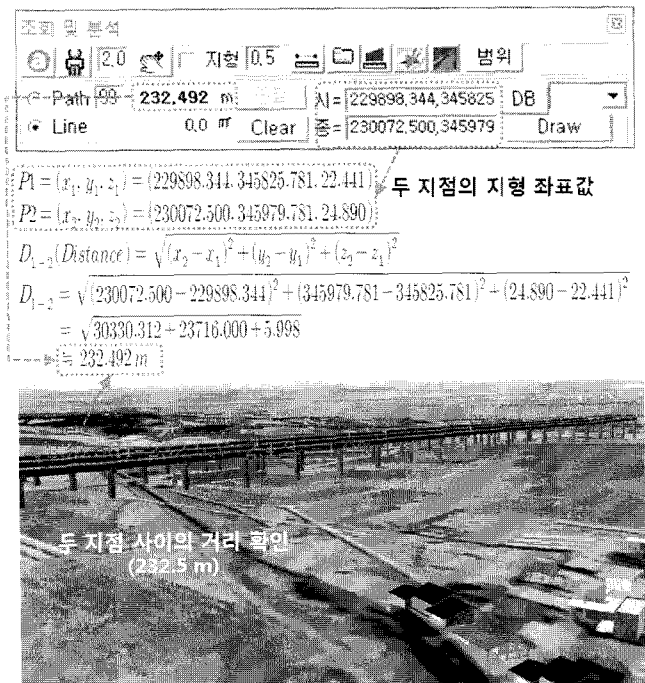 조회 및 분석
2.0 지형 0.5 범위
Path 99 232.492 m 시= 229898,344,345825 DB
Line 0.0 m² Clear 종= 230072,500,345979 Draw
P1 = (x₁, y₁, z₁) = (229898.344, 345825.781, 22.441)
P2 = (x₂, y₂, z₂) = (230072.500, 345979.781, 24.890)
두 지점의 지형 좌표값
D₁₋₂(Distance) = √(x₂−x₁)²+(y₂−y₁)²+(z₂−z₁)²
D₁₋₂ = √(230072.500−229898.344)²+(345979.781−345825.781)²+(24.890−22.441)²
= √30330.312+23716.000+5.998
≒ 232.492 m
두 지점 사이의 거리 확인
(232.5 m)